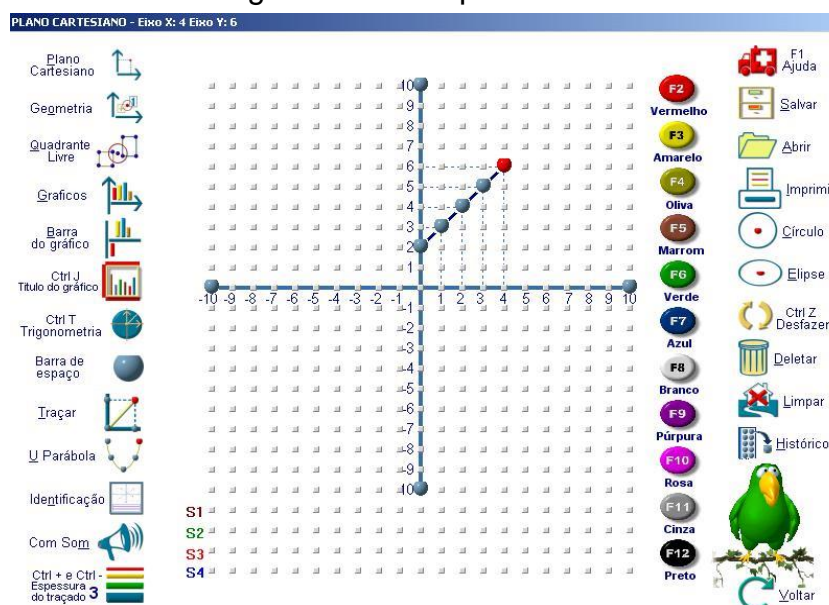 PLANO CARTESIANO - Eixo X: 4 Eixo Y: 6
Plano
Cartesiano
Geometria
Quadrante
Livre
Graficos
Barra
do gráfico
Ctrl J
Titulo do gráfico
Ctrl T
Trigonometria
Barra de
espaço
Traçar
U Parábola
Identificação
Com Som
Ctrl + e Ctrl -
Espessura
do traçado 3
10
9
8
7
6
5
4
3
2
1
-10 -9 -8 -7 -6 -5 -4 -3 -2 -1 1 2 3 4 5 6 7 8 9 10
-1
-2
-3
-4
-5
-6
-7
-8
-9
10
S1
S2
S3
S4
F2
Vermelho
F3
Amarelo
F4
Oliva
F5
Marrom
F6
Verde
F7
Azul
F8
Branco
F9
Púrpura
F10
Rosa
F11
Cinza
F12
Preto
F1
Ajuda
Salvar
Abrir
Imprimi
Círculo
Elipse
Ctrl Z
Desfazer
Deletar
Limpar
Histórico
Voltar